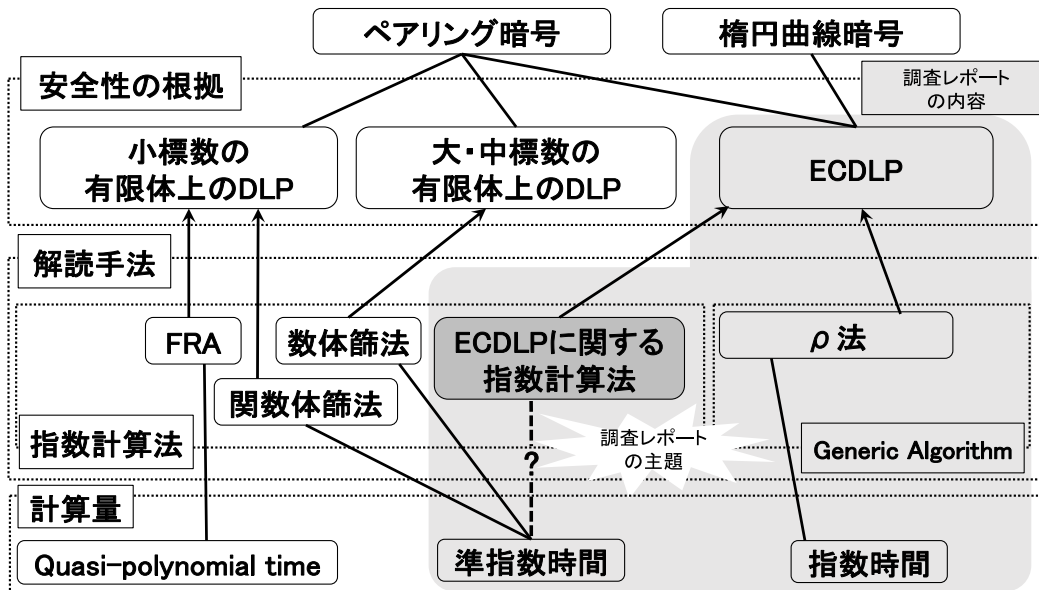 ペアリング暗号
楕円曲線暗号
安全性の根拠
調査レポート
の内容
小標数の
有限体上のDLP
大・中標数の
有限体上のDLP
ECDLP
解読手法
FRA
数体篩法
ECDLPに関する
指数計算法
ρ法
関数体篩法
指数計算法
調査レポート
の主題
Generic Algorithm
?
計算量
Quasi-polynomial time
準指数時間
指数時間